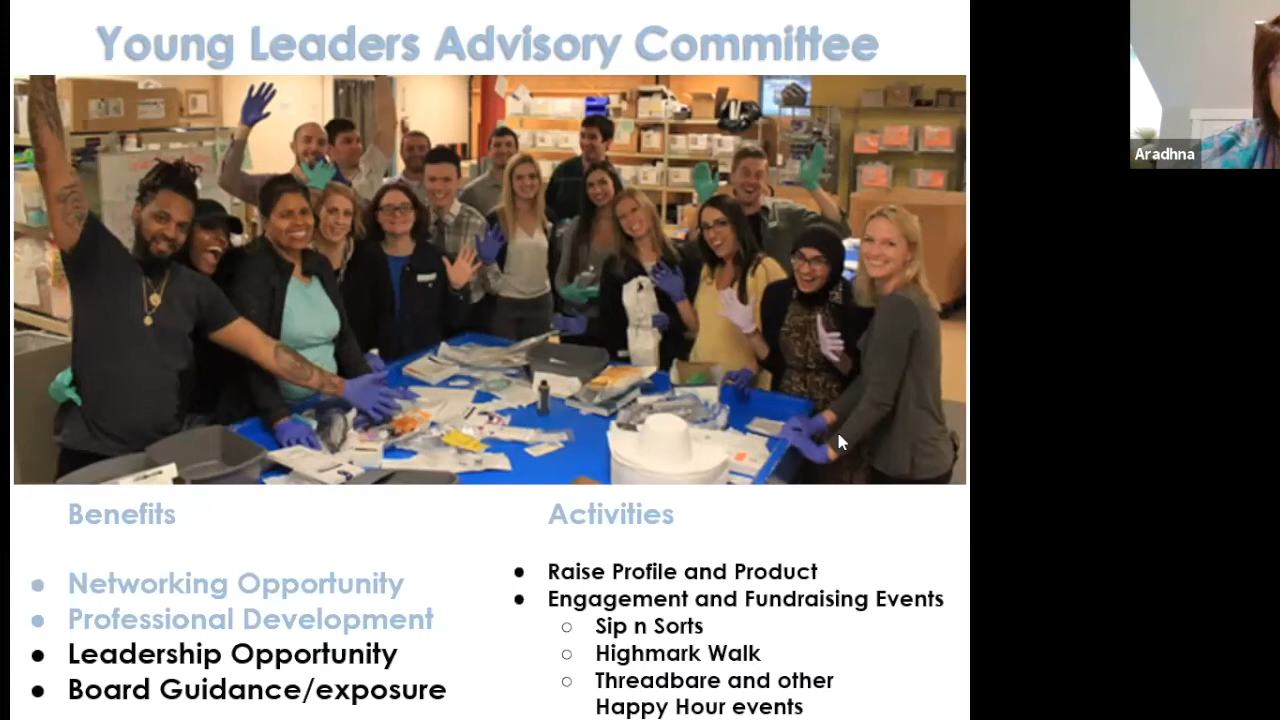 Young Leaders Advisory Committee
Aradhna
Benefits
● Networking Opportunity
● Professional Development
● Leadership Opportunity
● Board Guidance/exposure
Activities
● Raise Profile and Product
● Engagement and Fundraising Events
○ Sip n Sorts
○ Highmark Walk
○ Threadbare and other
Happy Hour events